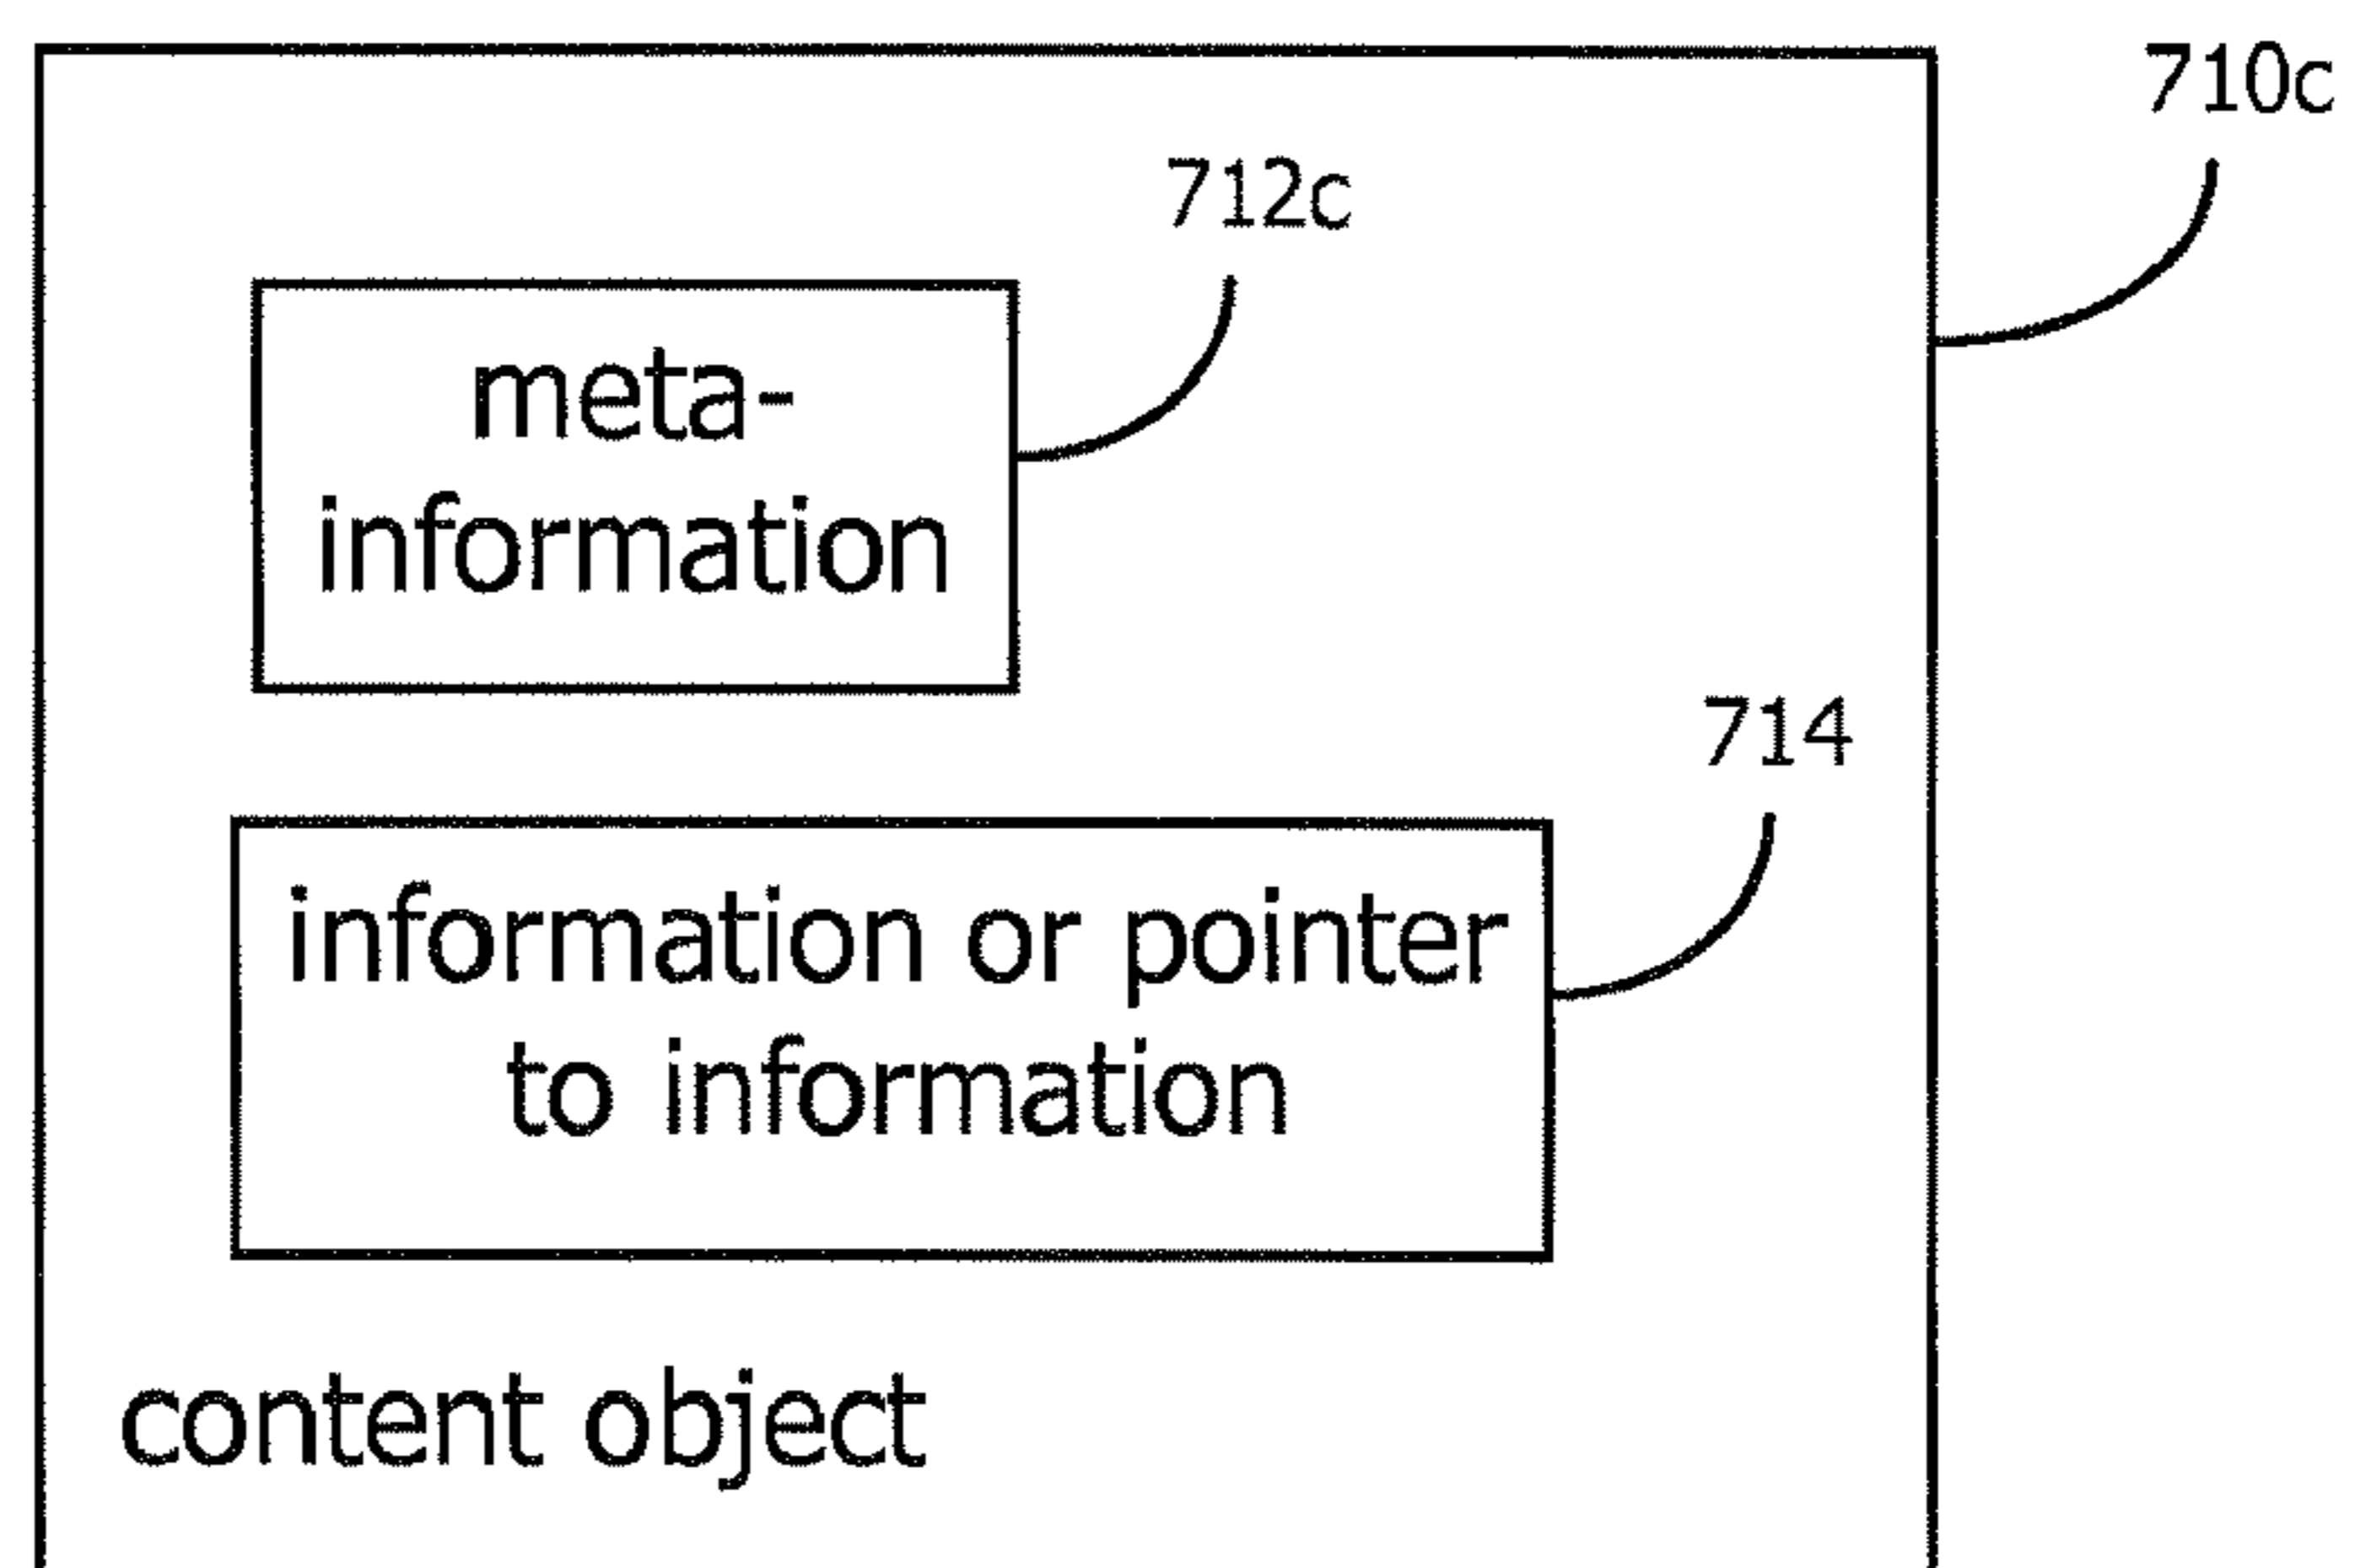 710c
712c
meta-
information
714
information or pointer
to information
content object